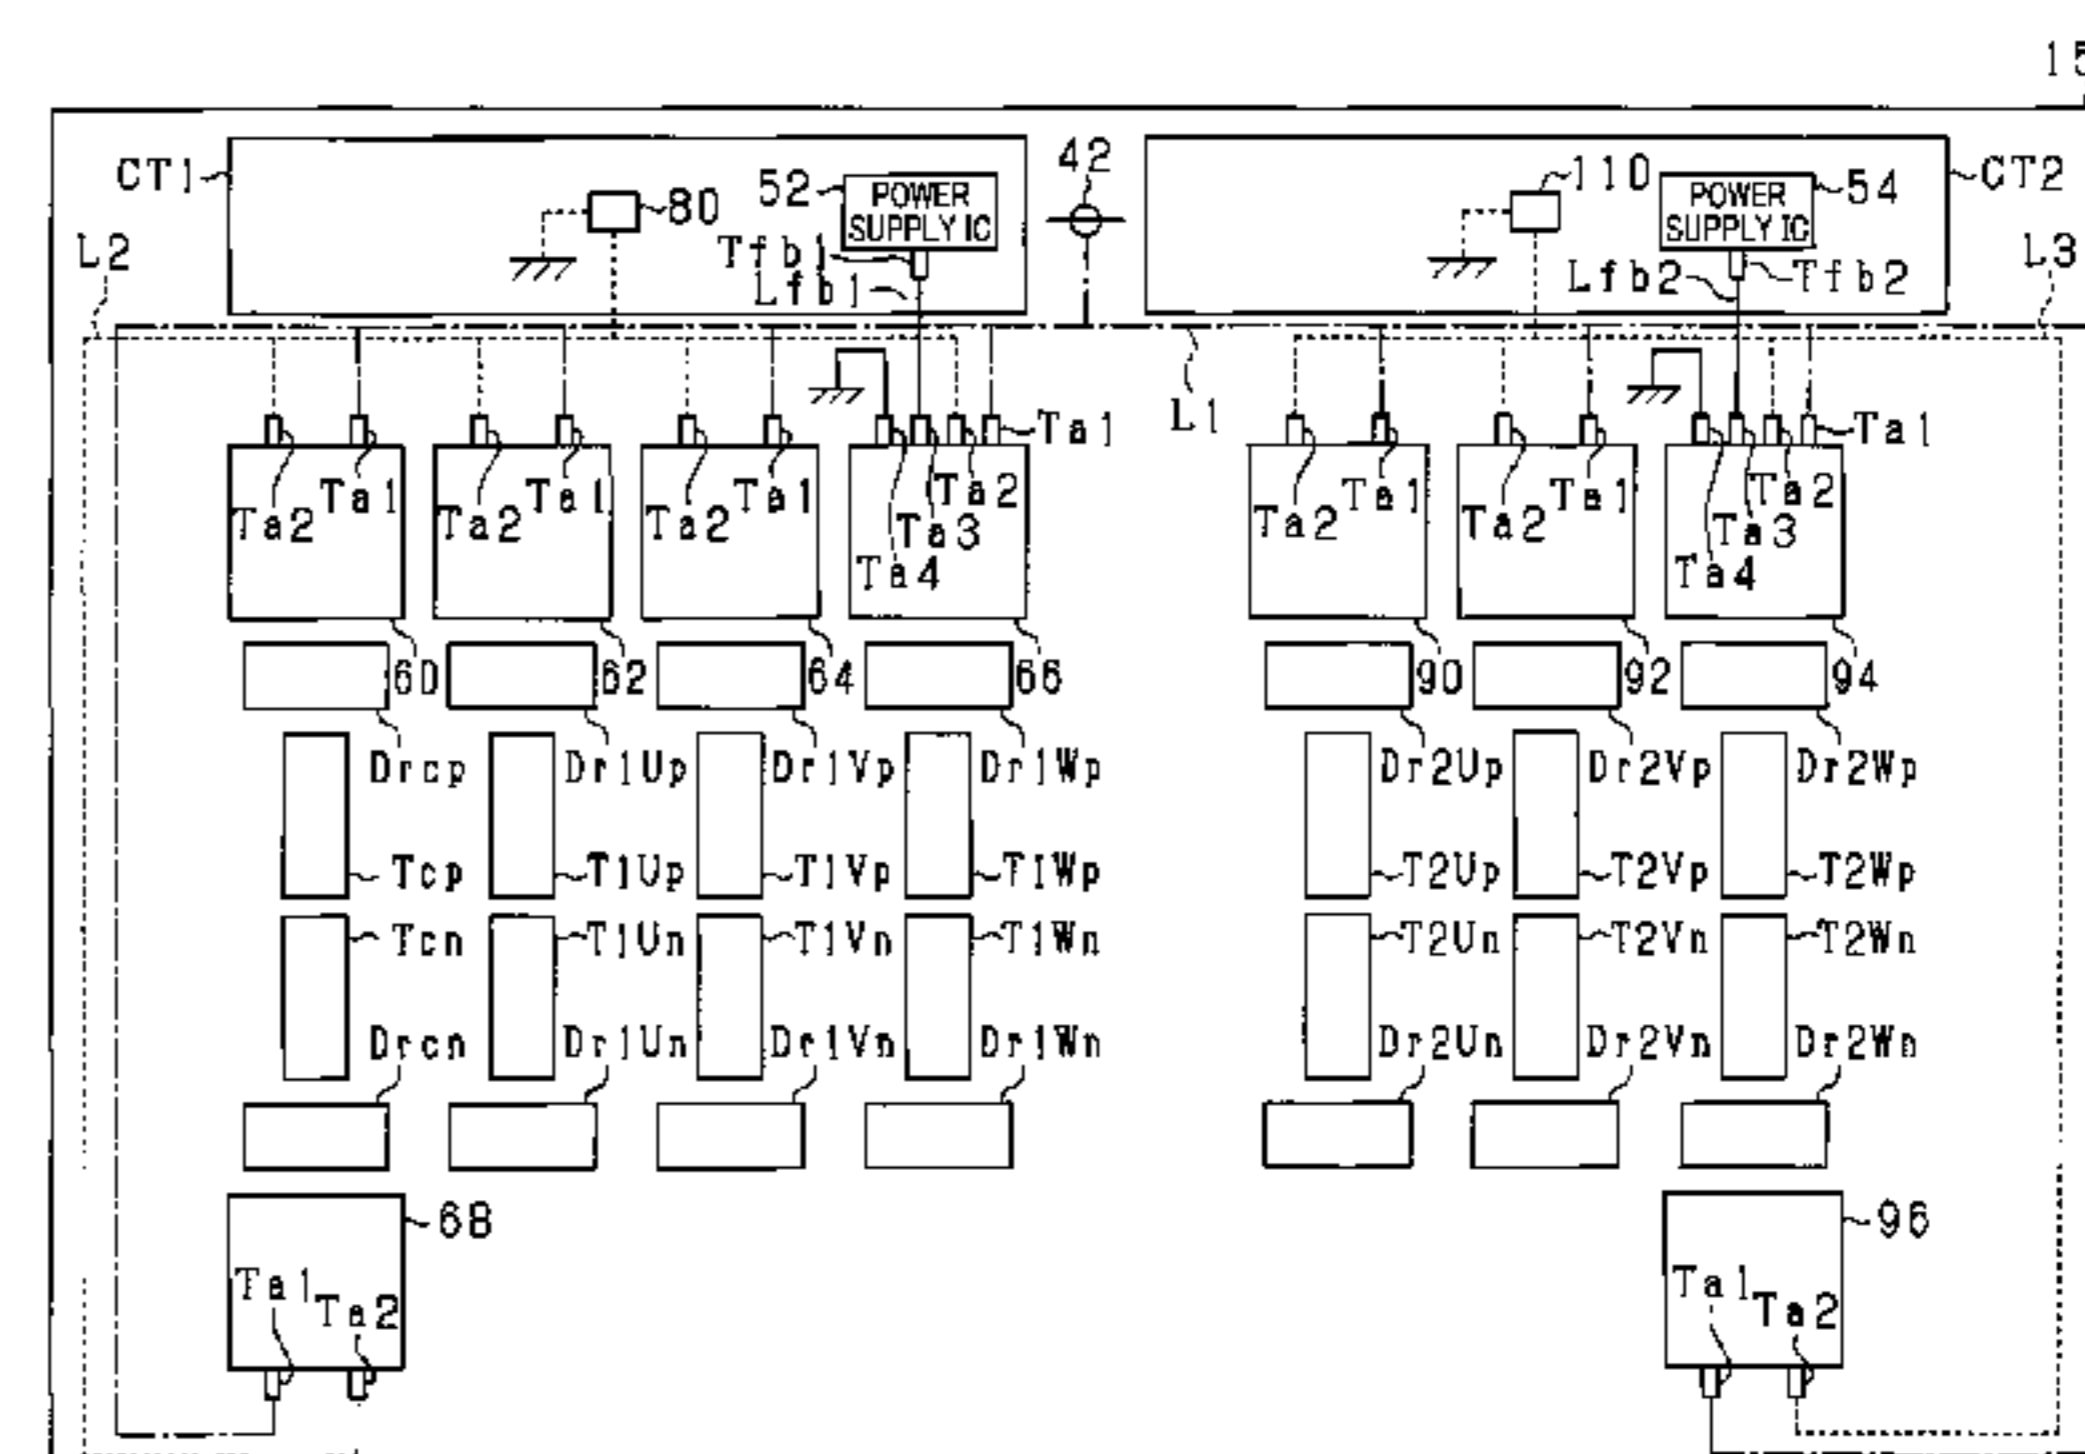 15
CT1 52 POWER SUPPLY IC 42 110 POWER SUPPLY IC 54 CT2
80
L2 Tfb1 L3
Lfb1 Lfb2 Tfb2
Ta1 L1 Ta1
Ta2 Ta1 Ta2 Ta1 Ta2 Ta1 Ta2 Ta2 Ta1 Ta2 Ta1 Ta2
Ta3 Ta3
Ta4 Ta4
60 62 64 66 90 92 94
Drcp Dr1Up Dr1Vp Dr1Wp Dr2Up Dr2Vp Dr2Wp
Tcp T1Up T1Vp T1Wp T2Up T2Vp T2Wp
Tcn T1Un T1Vn T1Wn T2Un T2Vn T2Wn
Drcn Dr1Un Dr1Vn Dr1Wn Dr2Un Dr2Vn Dr2Wn
68 96
Ta1 Ta2 Ta1 Ta2